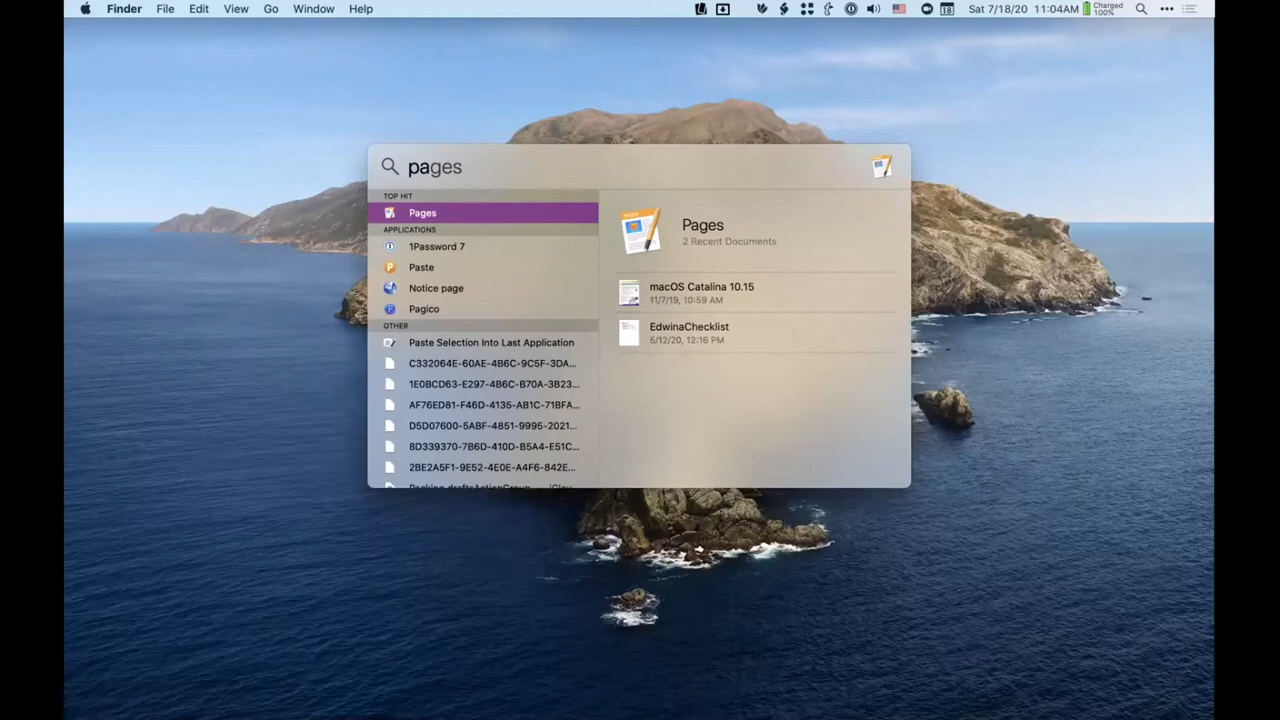 Finder File Edit View Go Window Help
18 Sat 7/18/20 11:04AM Charged 100%
pages
TOP HIT
Pages
APPLICATIONS
1Password 7
Paste
Notice page
Pagico
OTHER
Paste Selection Into Last Application
C332064E-60AE-4B6C-9C5F-3DA...
1E0BCD63-E297-4B6C-B70A-3B23...
AF76ED81-F46D-4135-AB1C-71BFA...
D5D07600-5ABF-4851-9995-2021...
8D339370-7B6D-410D-B5A4-E51C...
2BE2A5F1-9E52-4E0E-A4F6-842E...
Pages
2 Recent Documents
macOS Catalina 10.15
11/7/19, 10:59 AM
EdwinaChecklist
5/12/20, 12:16 PM